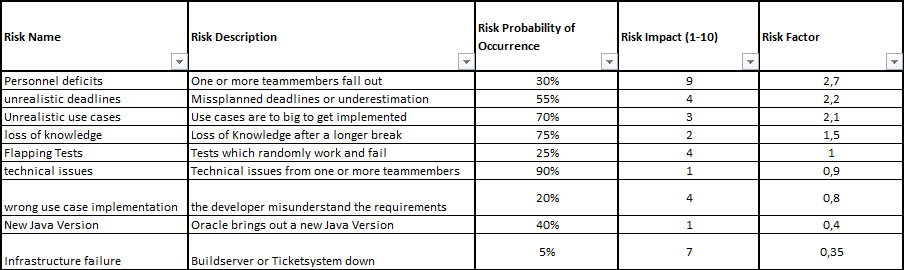 Risk Name Risk Description Risk Probability of Occurrence Risk Impact (1-10) Risk Factor
Personnel deficits One or more teammembers fall out 30% 9 2,7
unrealistic deadlines Missplanned deadlines or underestimation 55% 4 2,2
Unrealistic use cases Use cases are to big to get implemented 70% 3 2,1
loss of knowledge Loss of Knowledge after a longer break 75% 2 1,5
Flapping Tests Tests which randomly work and fail 25% 4 1
technical issues Technical issues from one or more teammembers 90% 1 0,9
wrong use case implementation the developer misunderstand the requirements 20% 4 0,8
New Java Version Oracle brings out a new Java Version 40% 1 0,4
Infrastructure failure Buildserver or Ticketsystem down 5% 7 0,35